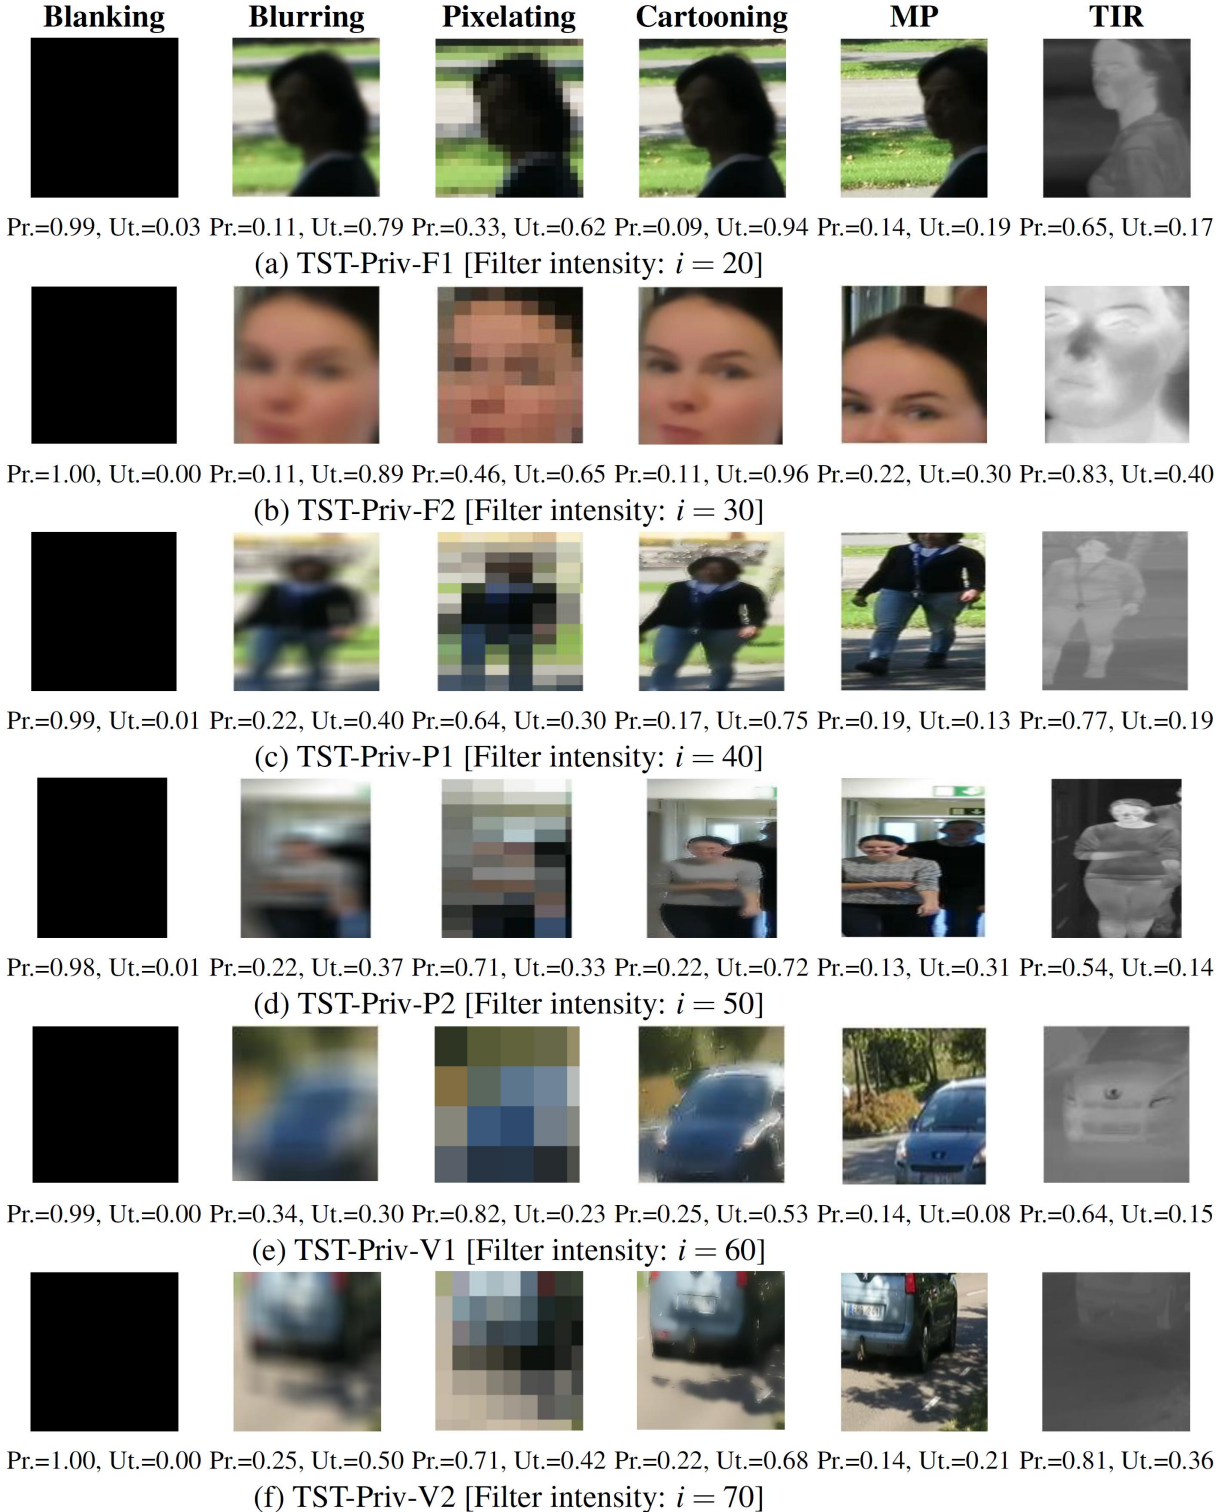 Blanking Blurring Pixelating Cartooning MP TIR
Pr.=0.99, Ut.=0.03 Pr.=0.11, Ut.=0.79 Pr.=0.33, Ut.=0.62 Pr.=0.09, Ut.=0.94 Pr.=0.14, Ut.=0.19 Pr.=0.65, Ut.=0.17
(a) TST-Priv-F1 [Filter intensity: i = 20]
Pr.=1.00, Ut.=0.00 Pr.=0.11, Ut.=0.89 Pr.=0.46, Ut.=0.65 Pr.=0.11, Ut.=0.96 Pr.=0.22, Ut.=0.30 Pr.=0.83, Ut.=0.40
(b) TST-Priv-F2 [Filter intensity: i = 30]
Pr.=0.99, Ut.=0.01 Pr.=0.22, Ut.=0.40 Pr.=0.64, Ut.=0.30 Pr.=0.17, Ut.=0.75 Pr.=0.19, Ut.=0.13 Pr.=0.77, Ut.=0.19
(c) TST-Priv-P1 [Filter intensity: i = 40]
Pr.=0.98, Ut.=0.01 Pr.=0.22, Ut.=0.37 Pr.=0.71, Ut.=0.33 Pr.=0.22, Ut.=0.72 Pr.=0.13, Ut.=0.31 Pr.=0.54, Ut.=0.14
(d) TST-Priv-P2 [Filter intensity: i = 50]
Pr.=0.99, Ut.=0.00 Pr.=0.34, Ut.=0.30 Pr.=0.82, Ut.=0.23 Pr.=0.25, Ut.=0.53 Pr.=0.14, Ut.=0.08 Pr.=0.64, Ut.=0.15
(e) TST-Priv-V1 [Filter intensity: i = 60]
Pr.=1.00, Ut.=0.00 Pr.=0.25, Ut.=0.50 Pr.=0.71, Ut.=0.42 Pr.=0.22, Ut.=0.68 Pr.=0.14, Ut.=0.21 Pr.=0.81, Ut.=0.36
(f) TST-Priv-V2 [Filter intensity: i = 70]